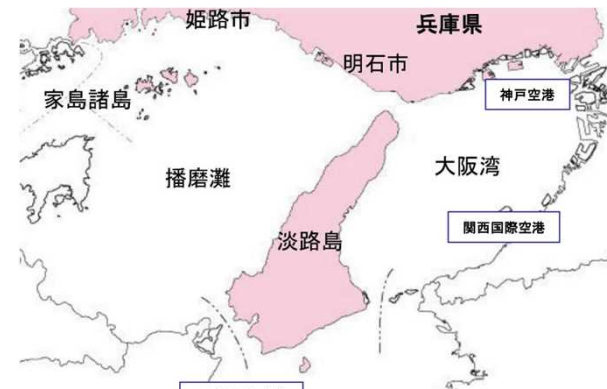 姫路市
兵庫県
明石市
家島諸島
神戸空港
播磨灘
大阪湾
関西国際空港
淡路島